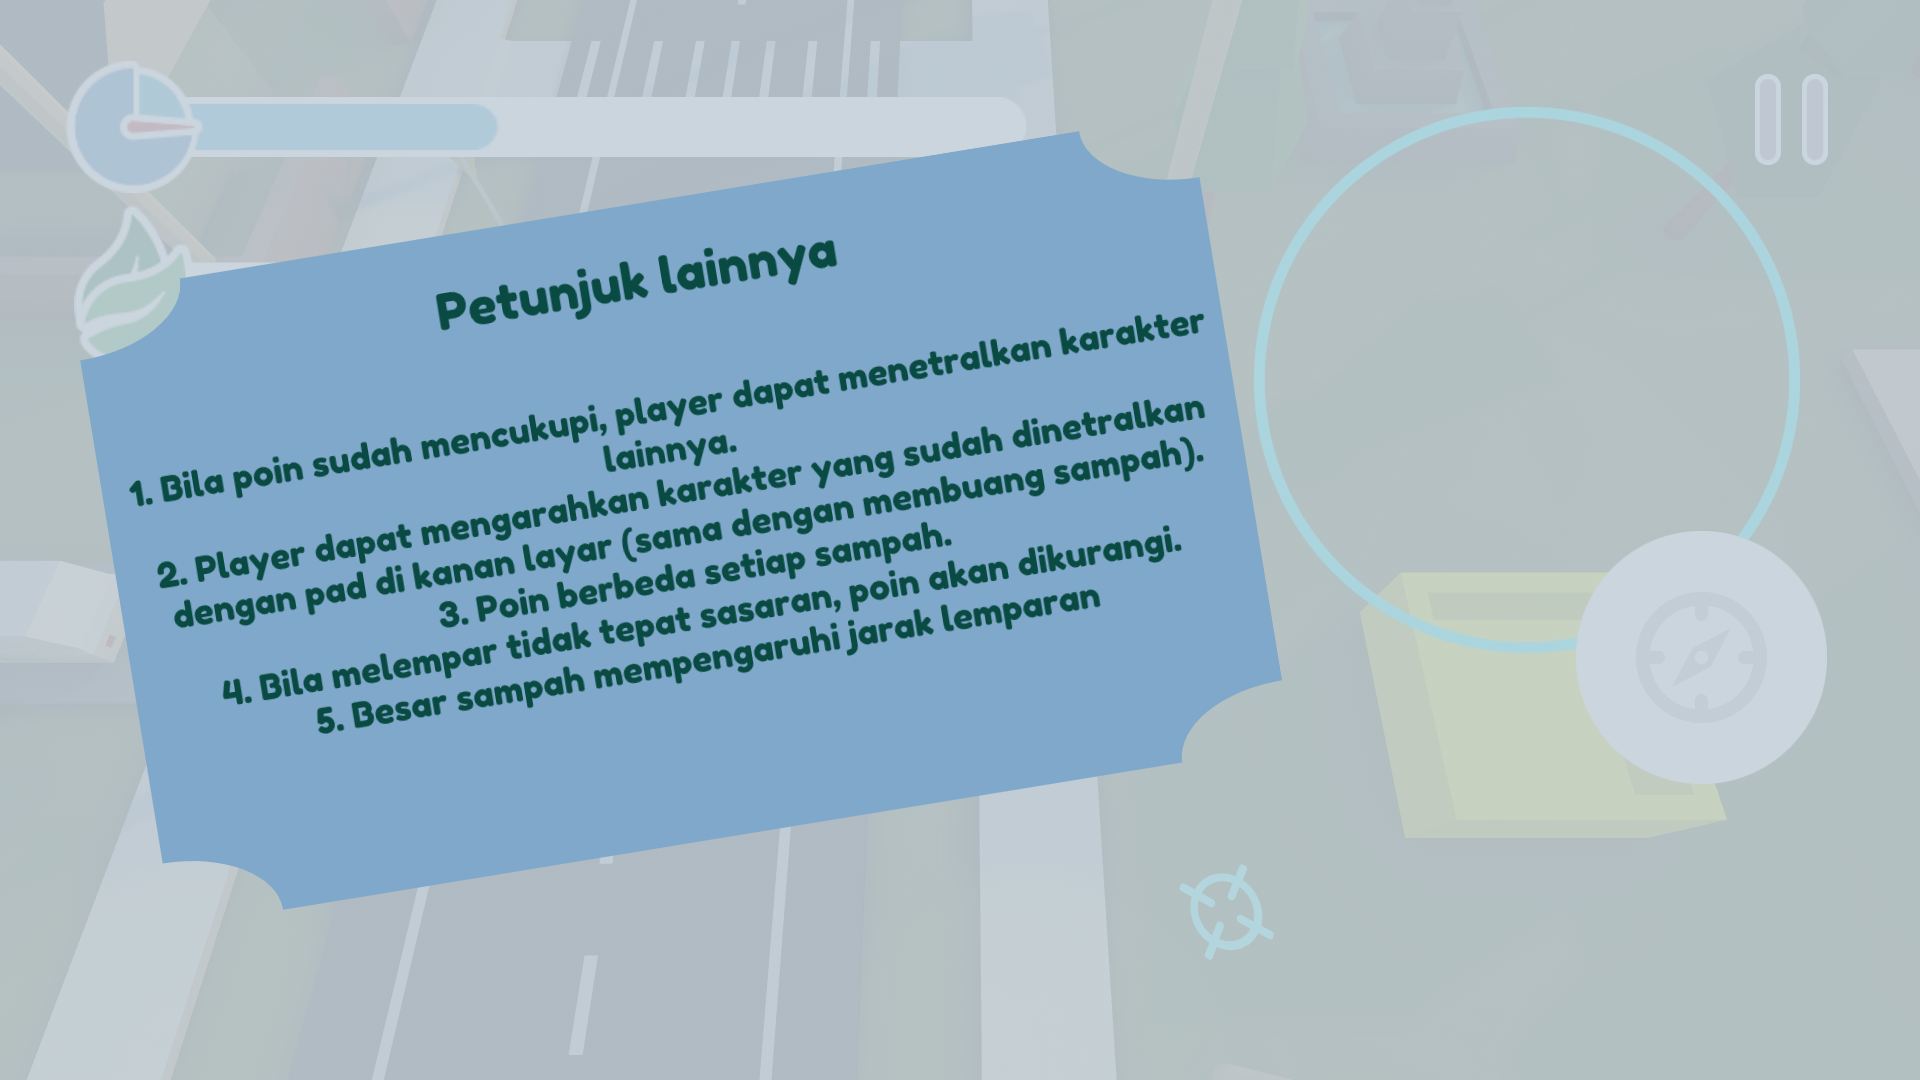 Petunjuk lainnya
1. Bila poin sudah mencukupi, player dapat menetralkan karakter
lainnya.
2. Player dapat mengarahkan karakter yang sudah dinetralkan
dengan pad di kanan layar (sama dengan membuang sampah).
3. Poin berbeda setiap sampah.
4. Bila melempar tidak tepat sasaran, poin akan dikurangi.
5. Besar sampah mempengaruhi jarak lemparan